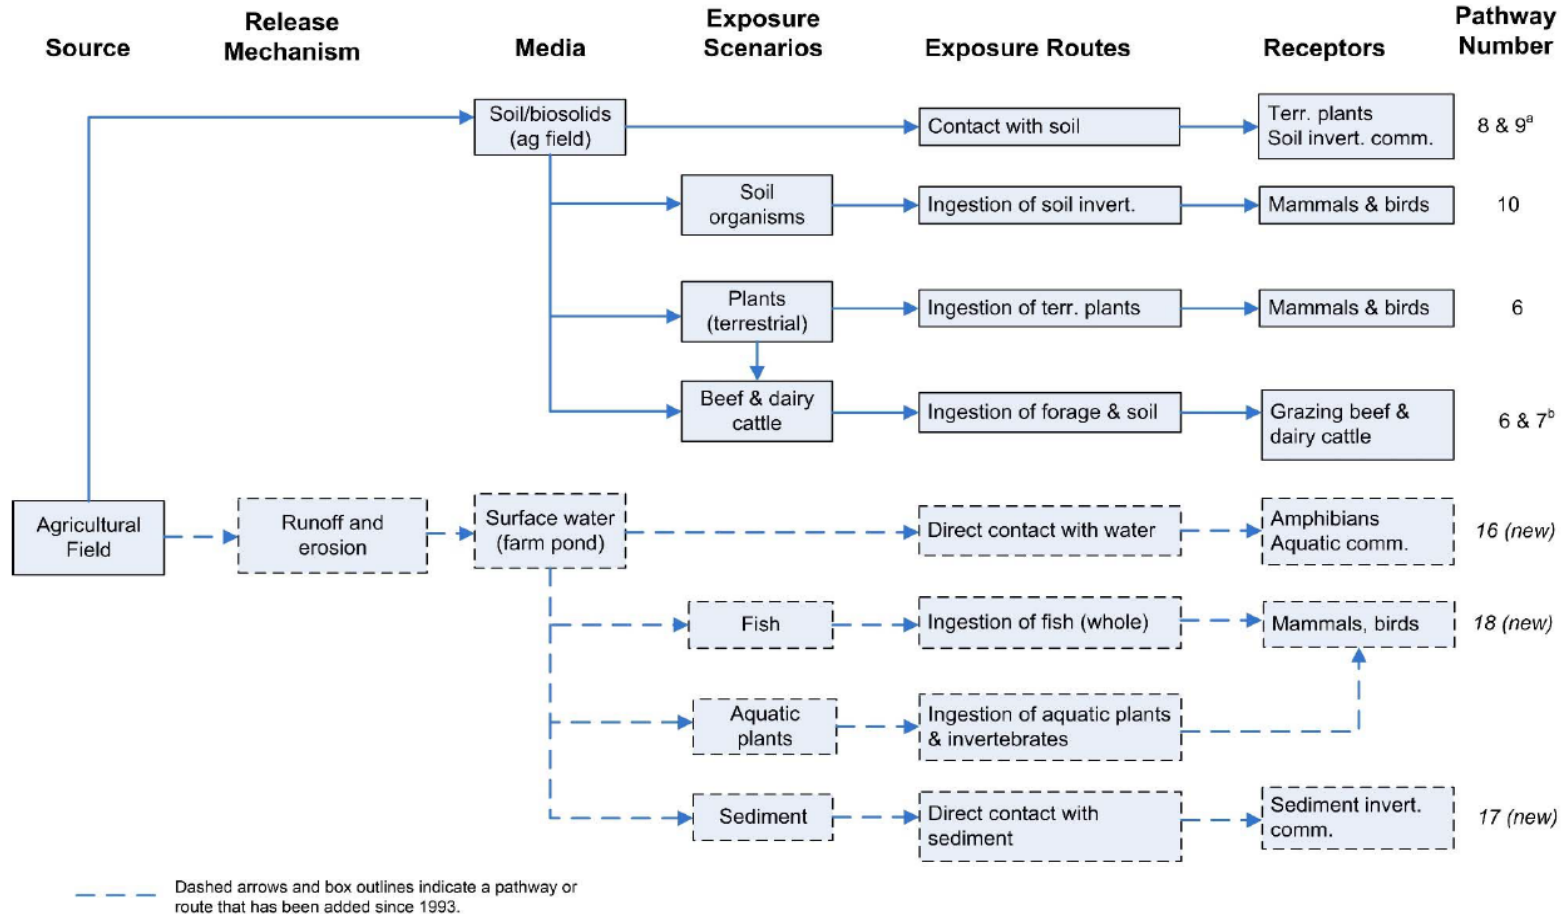 Source
Release
Mechanism
Media
Exposure
Scenarios
Exposure Routes
Receptors
Pathway
Number
Soil/biosolids
(ag field)
Contact with soil
Terr. plants
Soil invert. comm.
8 & 9a
Soil
organisms
Ingestion of soil invert.
Mammals & birds
10
Plants
(terrestrial)
Ingestion of terr. plants
Mammals & birds
6
Beef & dairy
cattle
Ingestion of forage & soil
Grazing beef &
dairy cattle
6 & 7b
Agricultural
Field
Runoff and
erosion
Surface water
(farm pond)
Direct contact with water
Amphibians
Aquatic comm.
16 (new)
Fish
Ingestion of fish (whole)
Mammals, birds
18 (new)
Aquatic
plants
Ingestion of aquatic plants
& invertebrates
Sediment
Direct contact with
sediment
Sediment invert.
comm.
17 (new)
Dashed arrows and box outlines indicate a pathway or
route that has been added since 1993.